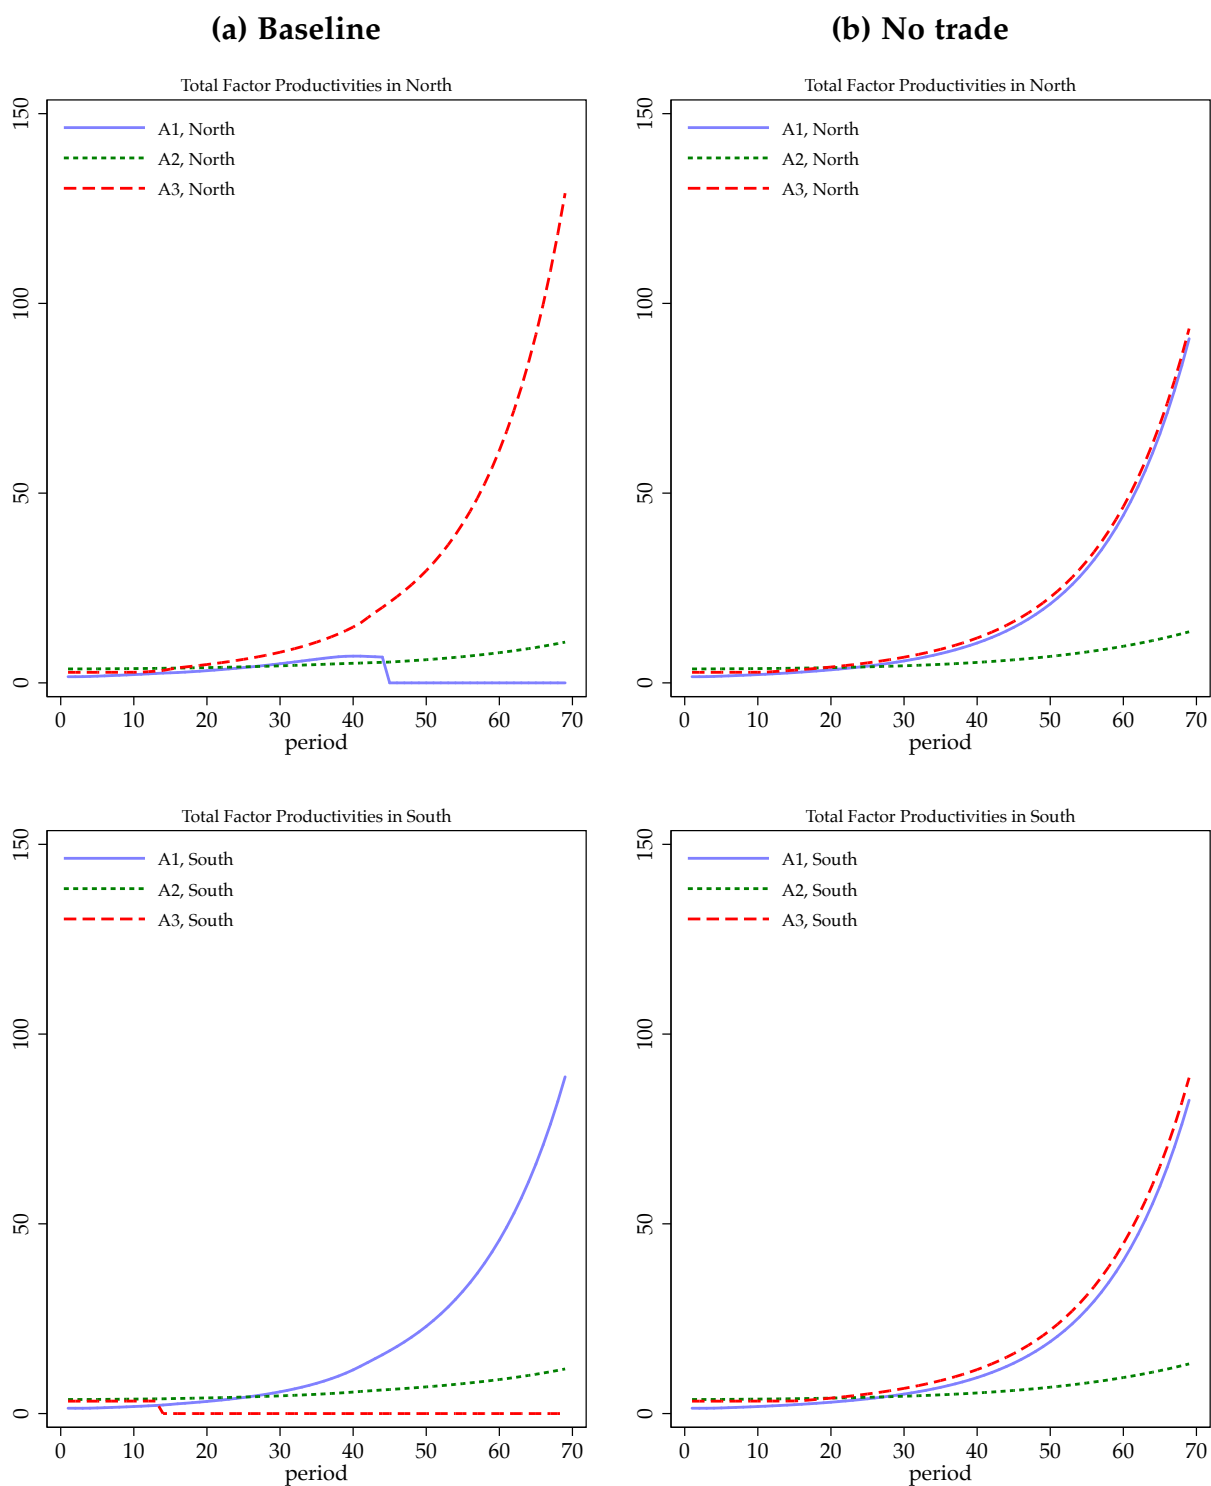 (a) Baseline
(b) No trade
Total Factor Productivities in North
150
100
50
0
A1, North
A2, North
A3, North
0 10 20 30 40 50 60 70
period
Total Factor Productivities in North
150
100
50
0
A1, North
A2, North
A3, North
0 10 20 30 40 50 60 70
period
Total Factor Productivities in South
150
100
50
0
A1, South
A2, South
A3, South
0 10 20 30 40 50 60 70
period
Total Factor Productivities in South
150
100
50
0
A1, South
A2, South
A3, South
0 10 20 30 40 50 60 70
period